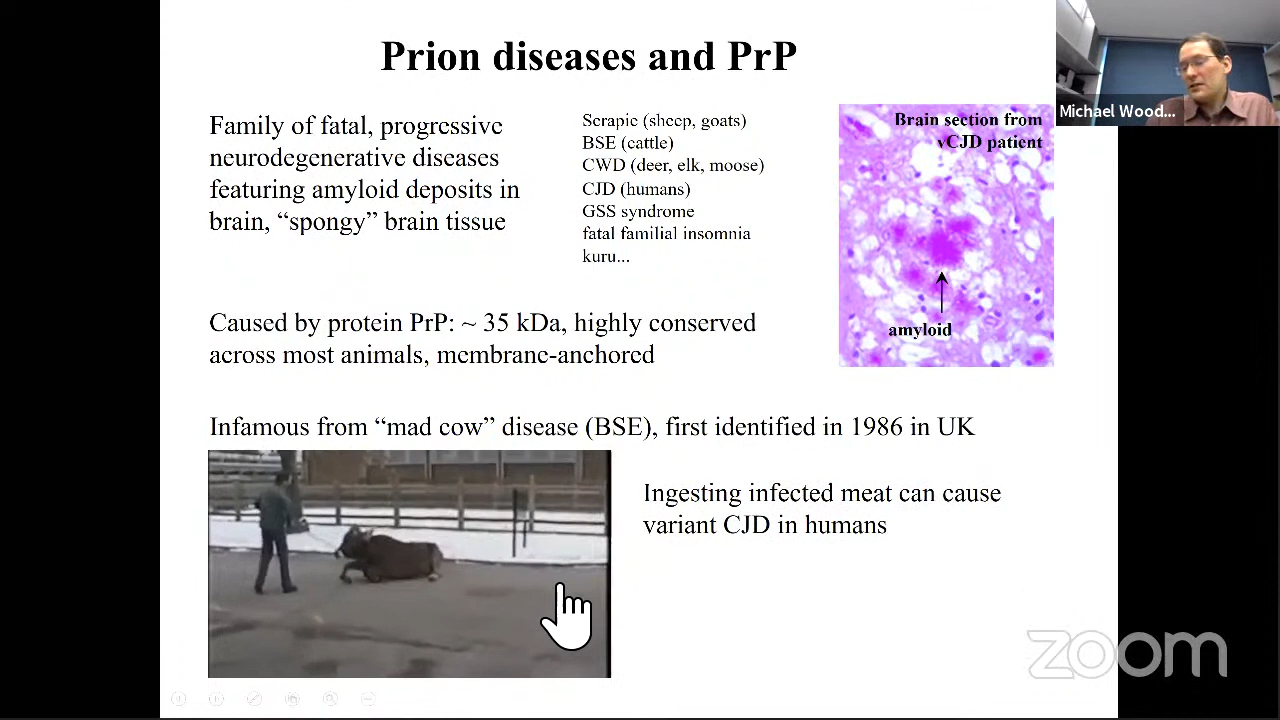 Prion diseases and PrP
Family of fatal, progressive
neurodegenerative diseases
featuring amyloid deposits in
brain, “spongy” brain tissue
Scrapie (sheep, goats)
BSE (cattle)
CWD (deer, elk, moose)
CJD (humans)
GSS syndrome
fatal familial insomnia
kuru...
Brain section from
vCJD patient
amyloid
Michael Wood...
Caused by protein PrP: ~ 35 kDa, highly conserved
across most animals, membrane-anchored
Infamous from “mad cow” disease (BSE), first identified in 1986 in UK
Ingesting infected meat can cause
variant CJD in humans
zoom